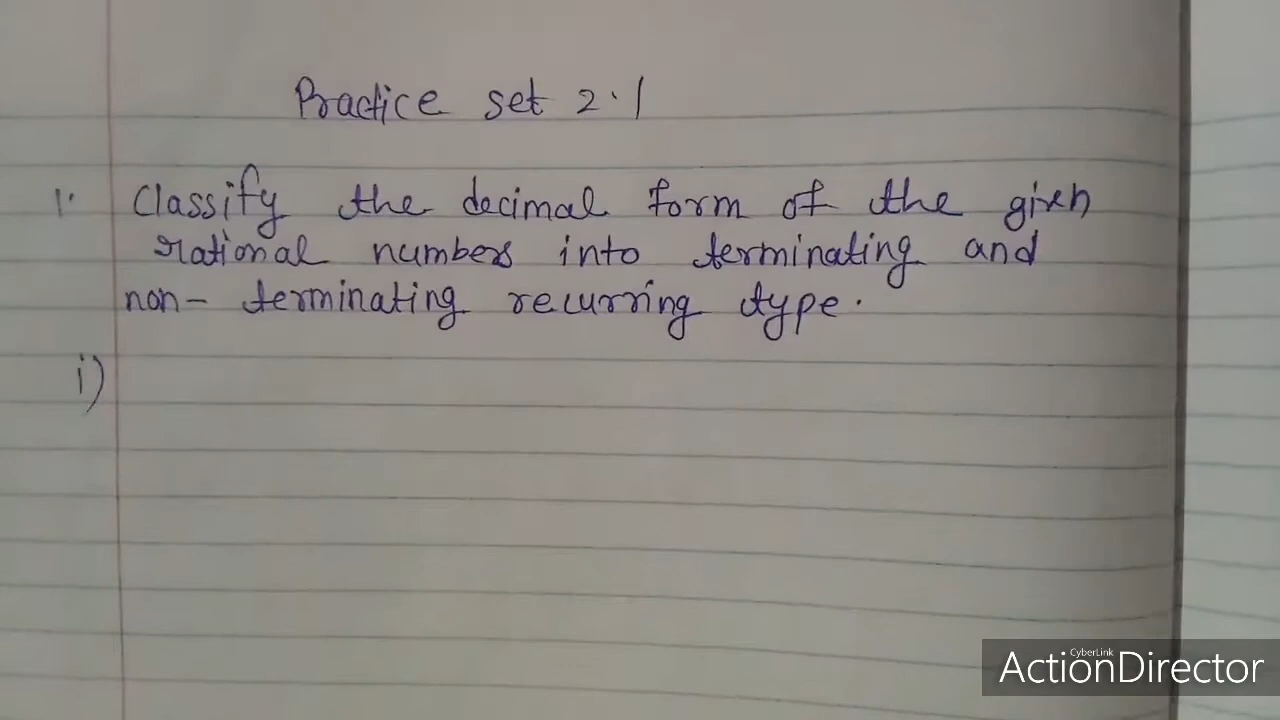 Practice set 2.1
1. Classify the decimal form of the given
rational numbers into terminating and
non- terminating recurring type.
i)
CyberLink
ActionDirector